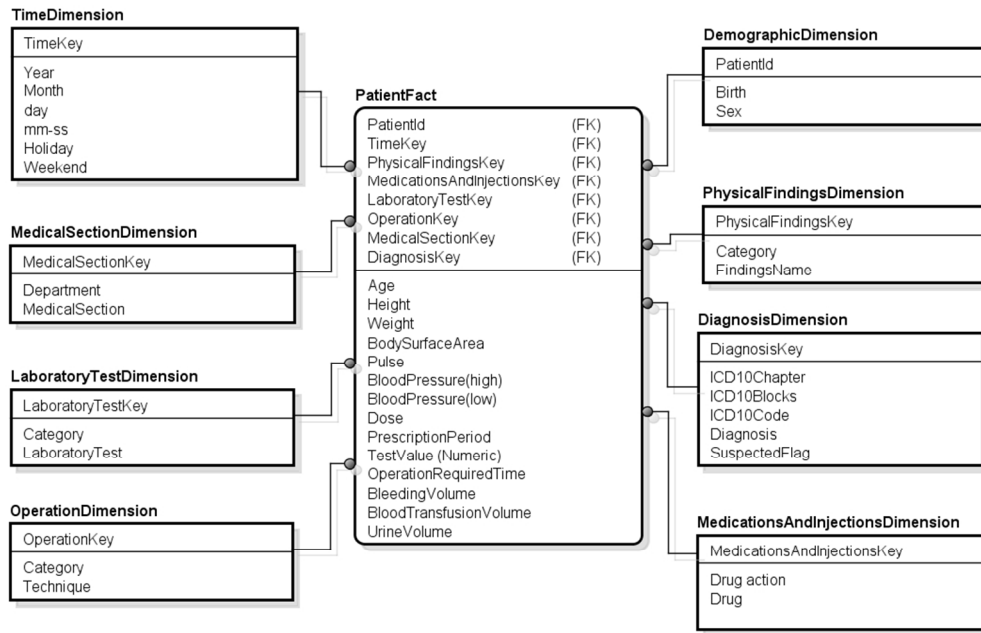 TimeDimension
TimeKey
Year
Month
day
mm-ss
Holiday
Weekend
MedicalSectionDimension
MedicalSectionKey
Department
MedicalSection
LaboratoryTestDimension
LaboratoryTestKey
Category
LaboratoryTest
OperationDimension
OperationKey
Category
Technique
PatientFact
PatientId (FK)
TimeKey (FK)
PhysicalFindingsKey (FK)
MedicationsAndInjectionsKey (FK)
LaboratoryTestKey (FK)
OperationKey (FK)
MedicalSectionKey (FK)
DiagnosisKey (FK)
Age
Height
Weight
BodySurfaceArea
Pulse
BloodPressure(high)
BloodPressure(low)
Dose
PrescriptionPeriod
TestValue (Numeric)
OperationRequiredTime
BleedingVolume
BloodTransfusionVolume
UrineVolume
DemographicDimension
PatientId
Birth
Sex
PhysicalFindingsDimension
PhysicalFindingsKey
Category
FindingsName
DiagnosisDimension
DiagnosisKey
ICD10Chapter
ICD10Blocks
ICD10Code
Diagnosis
SuspectedFlag
MedicationsAndInjectionsDimension
MedicationsAndInjectionsKey
Drug action
Drug